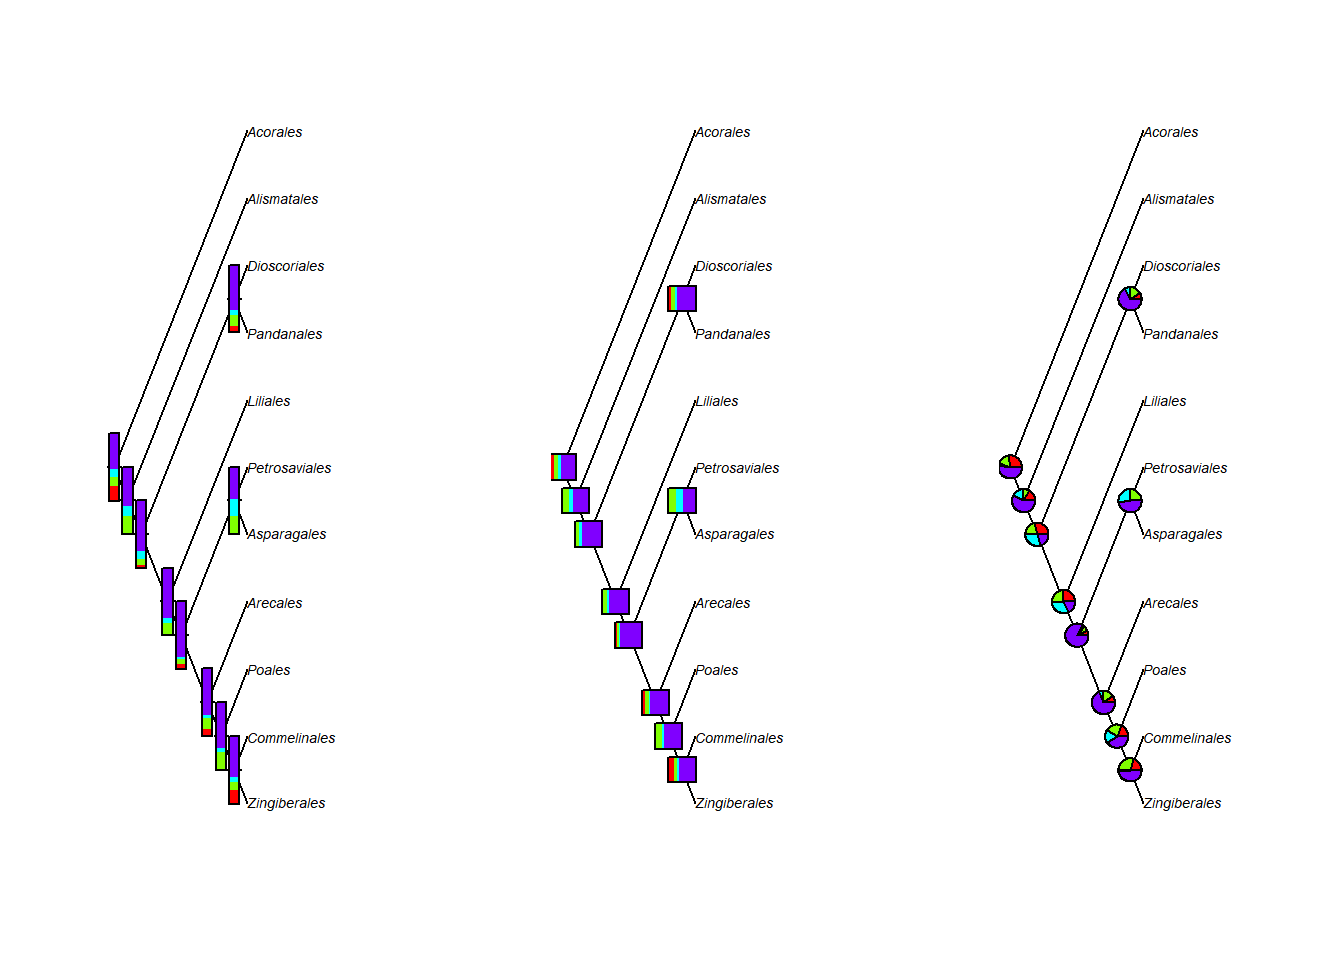 Acorales
Alismatales
Dioscoriales
Pandanales
Liliales
Petrosaviales
Asparagales
Arecales
Poales
Commelinales
Zingiberales
Acorales
Alismatales
Dioscoriales
Pandanales
Liliales
Petrosaviales
Asparagales
Arecales
Poales
Commelinales
Zingiberales
Acorales
Alismatales
Dioscoriales
Pandanales
Liliales
Petrosaviales
Asparagales
Arecales
Poales
Commelinales
Zingiberales